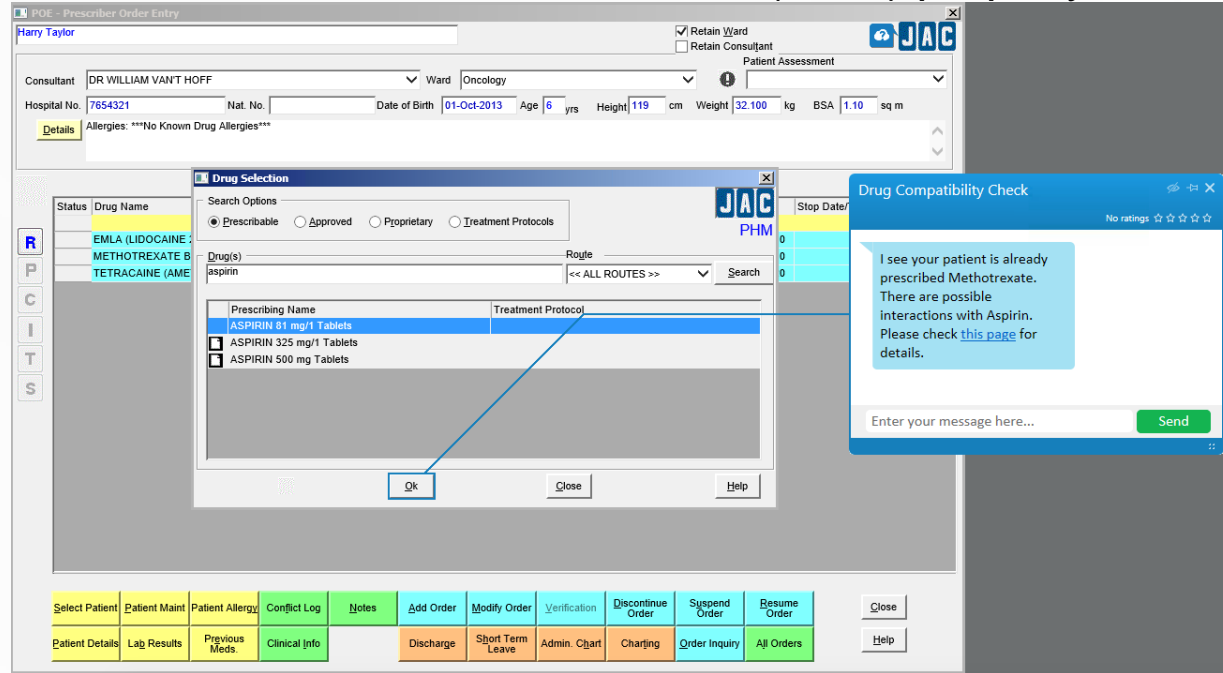 POE - Prescriber Order Entry
Harry Taylor
Retain Ward
Retain Consultant
JAC
Patient Assessment
Consultant DR WILLIAM VAN'T HOFF Ward Oncology
Hospital No. 7654321 Nat. No. Date of Birth 01-Oct-2013 Age 6 yrs Height 119 cm Weight 32.100 kg BSA 1.10 sq m
Details Allergies: ***No Known Drug Allergies***
Status Drug Name Stop Date/
EMLA (LIDOCAINE 0
METHOTREXATE B 0
TETRACAINE (AME 0
R
P
C
I
T
S
Drug Selection
Search Options
Prescribable Approved Proprietary Treatment Protocols
JAC
PHM
Drug(s) Route
aspirin << ALL ROUTES >> Search
Prescribing Name Treatment Protocol
ASPIRIN 81 mg/1 Tablets
ASPIRIN 325 mg/1 Tablets
ASPIRIN 500 mg Tablets
Ok Close Help
Drug Compatibility Check
No ratings
I see your patient is already
prescribed Methotrexate.
There are possible
interactions with Aspirin.
Please check this page for
details.
Enter your message here... Send
Select Patient Patient Maint Patient Allergy Conflict Log Notes Add Order Modify Order Verification Discontinue Order Suspend Order Resume Order Close
Patient Details Lab Results Previous Meds. Clinical Info Discharge Short Term Leave Admin. Chart Charting Order Inquiry All Orders Help